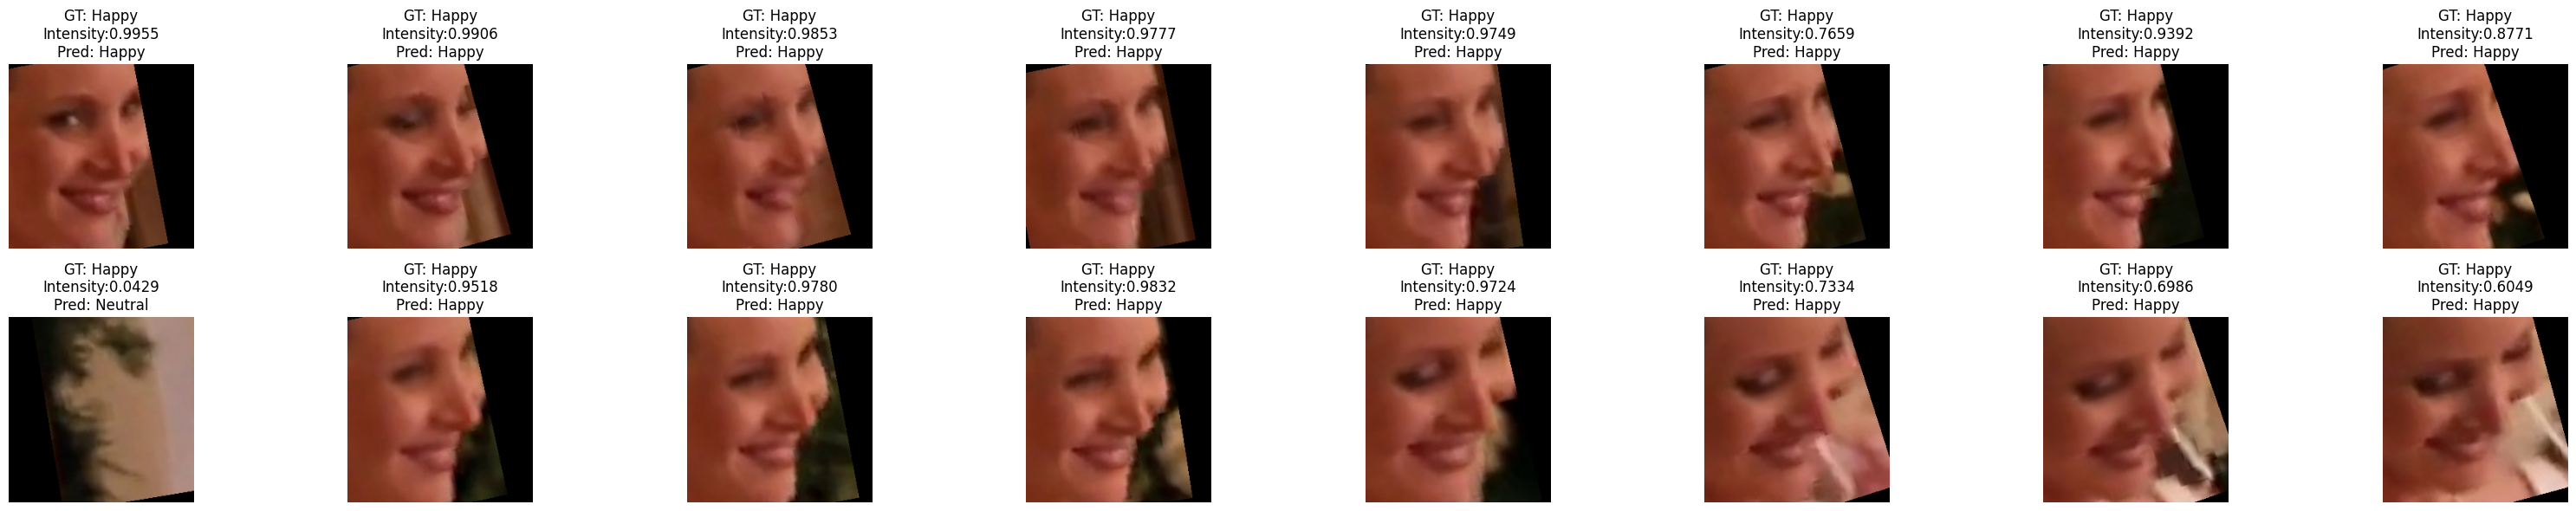 GT: Happy
Intensity:0.9955
Pred: Happy
GT: Happy
Intensity:0.9906
Pred: Happy
GT: Happy
Intensity:0.9853
Pred: Happy
GT: Happy
Intensity:0.9777
Pred: Happy
GT: Happy
Intensity:0.9749
Pred: Happy
GT: Happy
Intensity:0.7659
Pred: Happy
GT: Happy
Intensity:0.9392
Pred: Happy
GT: Happy
Intensity:0.8771
Pred: Happy
GT: Happy
Intensity:0.0429
Pred: Neutral
GT: Happy
Intensity:0.9518
Pred: Happy
GT: Happy
Intensity:0.9780
Pred: Happy
GT: Happy
Intensity:0.9832
Pred: Happy
GT: Happy
Intensity:0.9724
Pred: Happy
GT: Happy
Intensity:0.7334
Pred: Happy
GT: Happy
Intensity:0.6986
Pred: Happy
GT: Happy
Intensity:0.6049
Pred: Happy